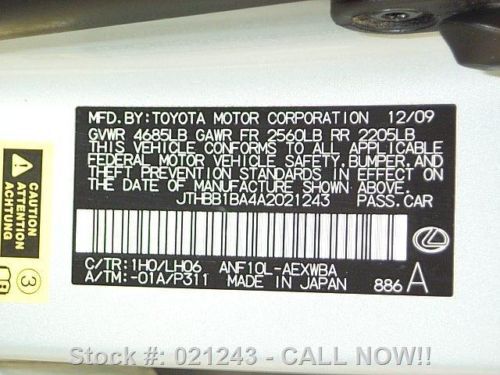 MFD. BY: TOYOTA MOTOR CORPORATION 12/09
GVWR 4685LB GAWR FR 2560LB RR 2205LB
THIS VEHICLE CONFORMS TO ALL APPLICABLE
FEDERAL MOTOR VEHICLE SAFETY, BUMPER, AND
THEFT PREVENTION STANDARDS IN EFFECT ON
THE DATE OF MANUFACTURE SHOWN ABOVE.
JTHBB1BA4A2021243 PASS. CAR
C/TR: 1H0/LH06 ANF10L-AEXWBA
A/TM: -01A/P311 MADE IN JAPAN 886 A
CAUTION
ATTENTION
ACHTUNG
3
Stock #: 021243 - CALL NOW!!